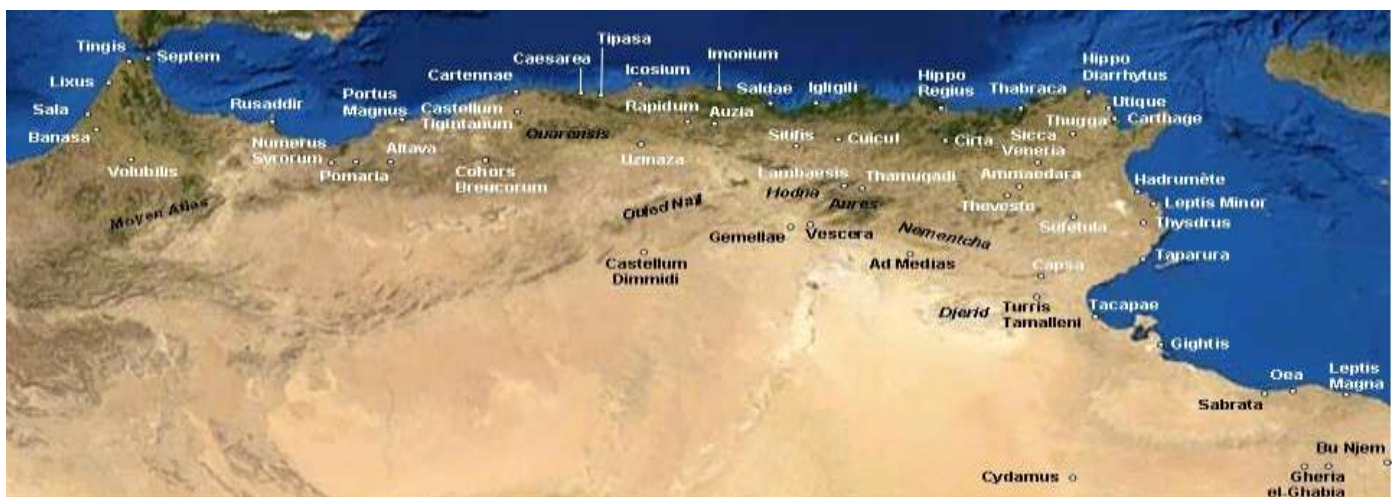 Tingis
Septem
Lixus
Sala
Banasa
Volubilis
Moyen Atlas
Rusaddir
Numerus
Syrorum
Pomaria
Portus
Magnus
Altava
Cartennae
Castellum
Tigintanum
Cohors
Breucorum
Caesarea
Tipasa
Ouarensis
Icosium
Rapidum
Uzinaza
Ouled Naïl
Castellum
Dimmidi
Imonium
Auzia
Saldae
Igligili
Sitifis
Cuicul
Lambaesis
Thamugadi
Hodna
Aures
Gemellae
Vescera
Nementcha
Ad Medias
Hippo
Regius
Cirta
Thabraca
Hippo
Diarrhytus
Utique
Carthage
Thugga
Sicca
Veneria
Ammaedara
Theveste
Sufetula
Hadrumète
Leptis Minor
Thysdrus
Taparura
Capsa
Djerid
Turris
Tamalleni
Tacapae
Gightis
Sabrata
Oea
Leptis
Magna
Cydamus
Bu Njem
Gheria
el-Ghabia